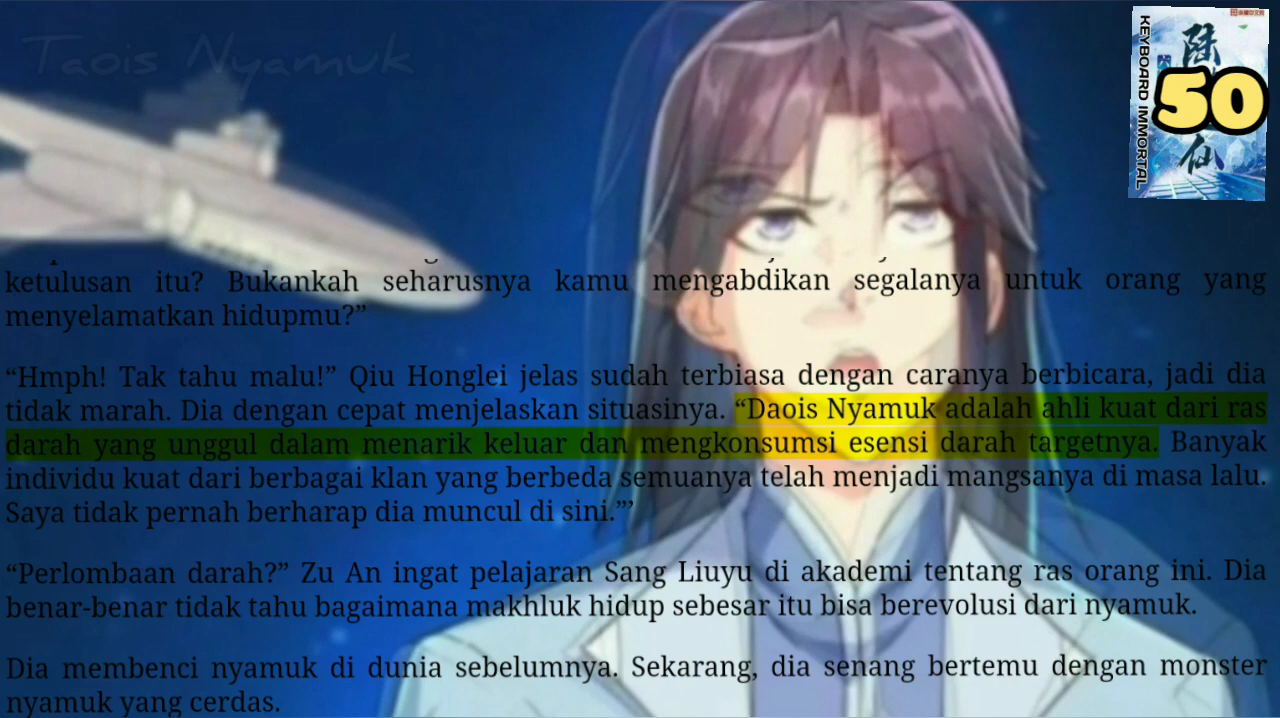 Taois Nyamuk
KEYBOARD IMMORTAL
陆
仙
50
ketulusan itu? Bukankah seharusnya kamu mengabdikan segalanya untuk orang yang
menyelamatkan hidupmu?”
“Hmph! Tak tahu malu!” Qiu Honglei jelas sudah terbiasa dengan caranya berbicara, jadi dia
tidak marah. Dia dengan cepat menjelaskan situasinya. “Daois Nyamuk adalah ahli kuat dari ras
darah yang unggul dalam menarik keluar dan mengkonsumsi esensi darah targetnya. Banyak
individu kuat dari berbagai klan yang berbeda semuanya telah menjadi mangsanya di masa lalu.
Saya tidak pernah berharap dia muncul di sini.”’
“Perlombaan darah?” Zu An ingat pelajaran Sang Liuyu di akademi tentang ras orang ini. Dia
benar-benar tidak tahu bagaimana makhluk hidup sebesar itu bisa berevolusi dari nyamuk.
Dia membenci nyamuk di dunia sebelumnya. Sekarang, dia senang bertemu dengan monster
nyamuk yang cerdas.